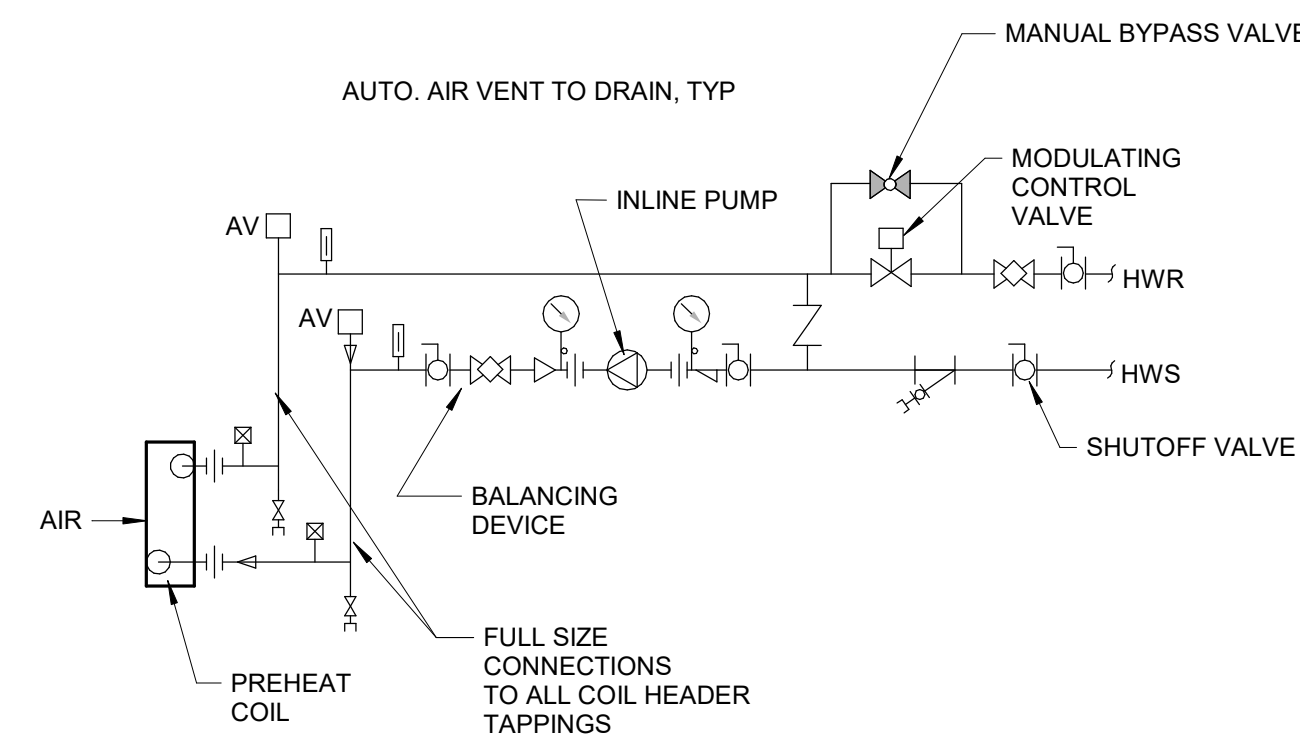 MANUAL BYPASS VALVE
AUTO. AIR VENT TO DRAIN, TYP
MODULATING
CONTROL
VALVE
INLINE PUMP
AV
HWR
AV
HWS
SHUTOFF VALVE
BALANCING
DEVICE
AIR
FULL SIZE
CONNECTIONS
TO ALL COIL HEADER
TAPPINGS
PREHEAT
COIL